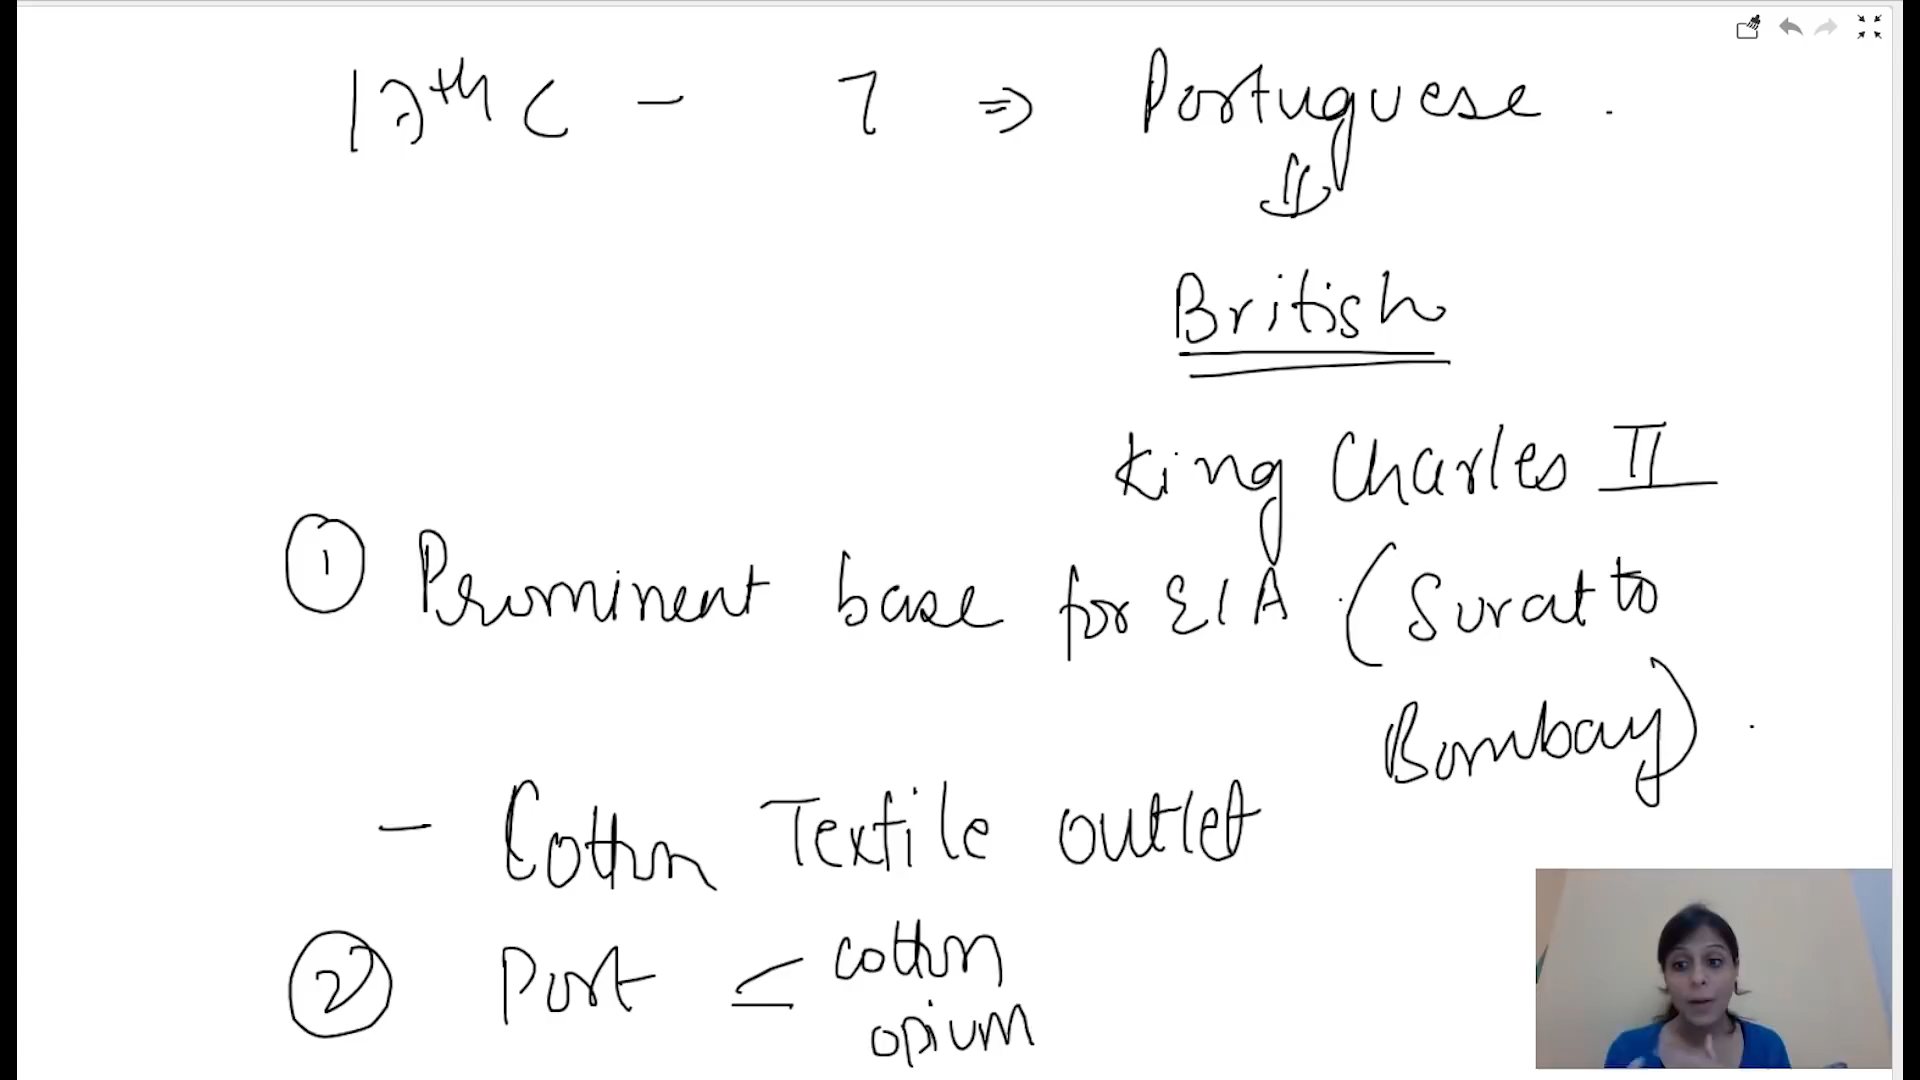 17th C - 7 ⇒ Portuguese.
⇓
British
King Charles II
① Prominent base for EIA. (Surat to
Bombay).
- Cotton Textile outlet
② Port < cotton
opium